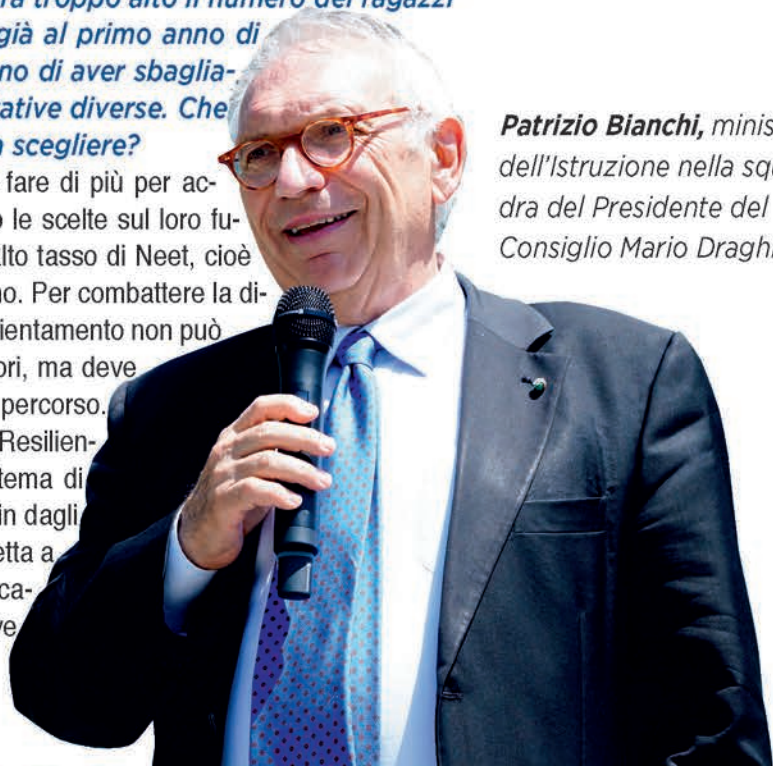 troppo alto il numero dei ragazzi
già al primo anno di
no di aver sbaglia-
ative diverse. Che
scegliere?
fare di più per ac-
le scelte sul loro fu-
alto tasso di Neet, cioè
no. Per combattere la di-
ientamento non può
ori, ma deve
percorso.
Resilien-
tema di
in dagli
etta a
ca-
ve
Patrizio Bianchi, minis
dell'Istruzione nella squ
dra del Presidente del
Consiglio Mario Dragh